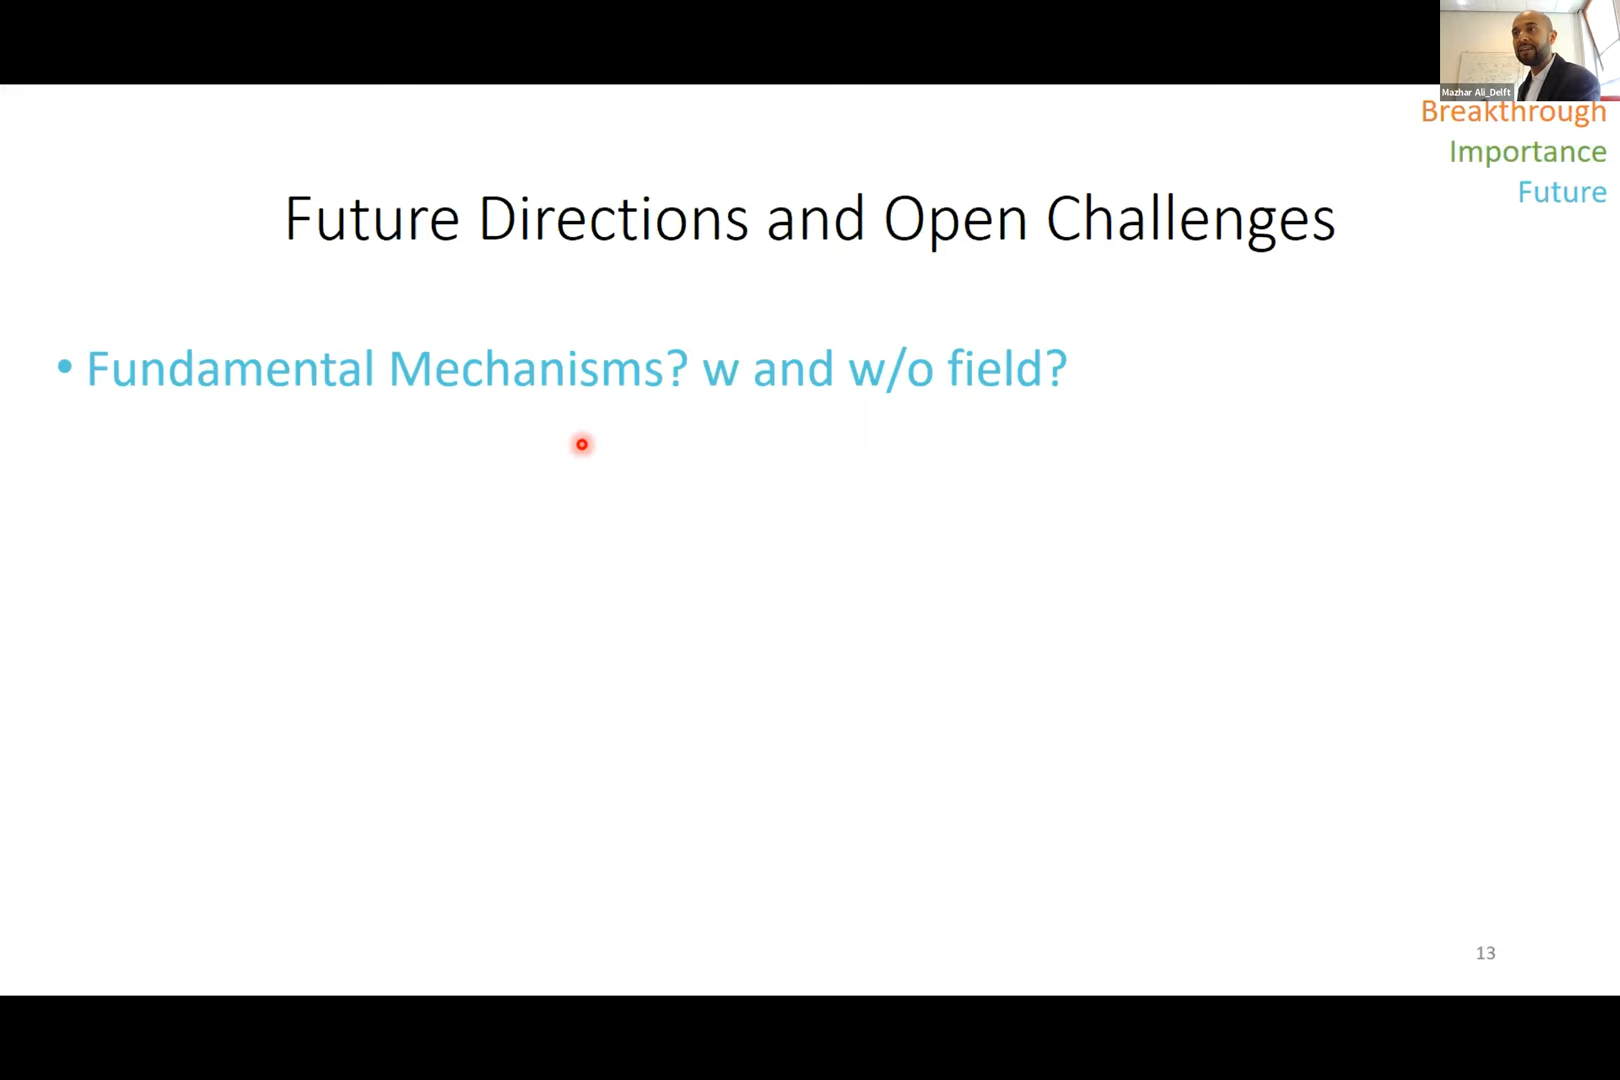 Mazhar Ali_Delft
Breakthrough
Importance
Future
Future Directions and Open Challenges
• Fundamental Mechanisms? w and w/o field?
13